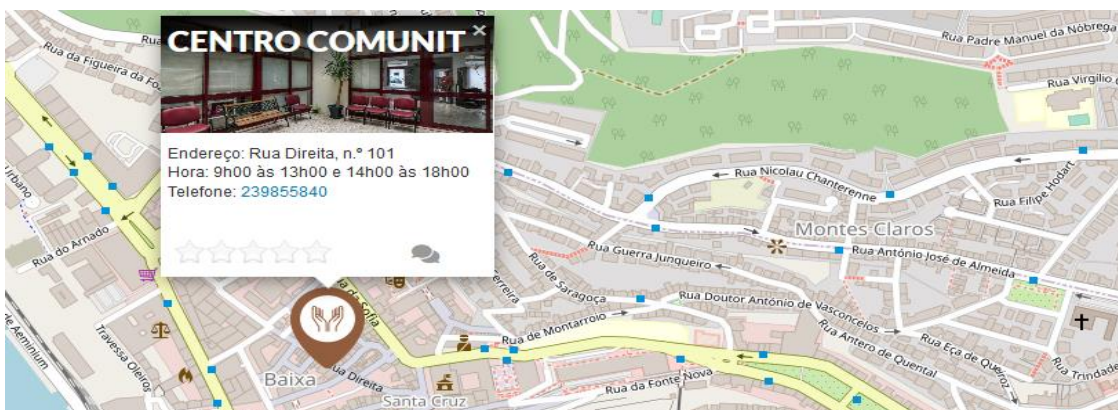 CENTRO COMUNIT
×
Endereço: Rua Direita, n.º 101
Hora: 9h00 às 13h00 e 14h00 às 18h00
Telefone: 239855840
Rua da Figueira da Fo
Rua
Rua Padre Manuel da Nóbrega
Rua Virgílio
Urbano
Rua Nicolau Chanterenne
Rua Filipe Hodart
Montes Claros
Rua do Arnado
Rua Guerra Junqueiro
Rua António José de Almeida
da Sofia
Ferreira
Rua de Saragoça
Rua Doutor António de Vasconcelos
de Aeminium
Travessa Oleiros
Rua de Montarroio
Rua Antero de Quental
Rua Eça de Queiroz
Rua Trindade
Baixa
Rua Direita
Santa Cruz
Rua da Fonte Nova